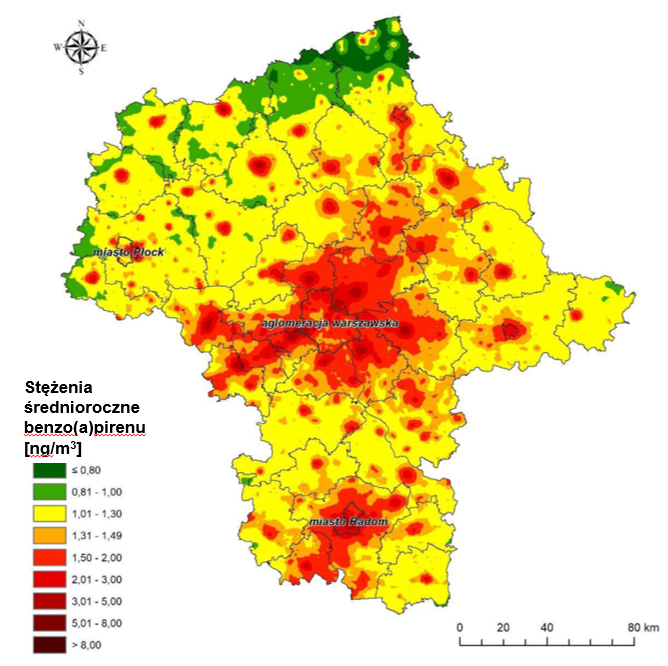 N
W E
S
miasto Płock
aglomeracja warszawska
Stężenia
średnioroczne
benzo(a)pirenu
[ng/m³]
≤ 0,80
0,81 - 1,00
1,01 - 1,30
1,31 - 1,49
1,50 - 2,00
2,01 - 3,00
3,01 - 5,00
5,01 - 8,00
> 8,00
miasto Radom
0 20 40 80 km